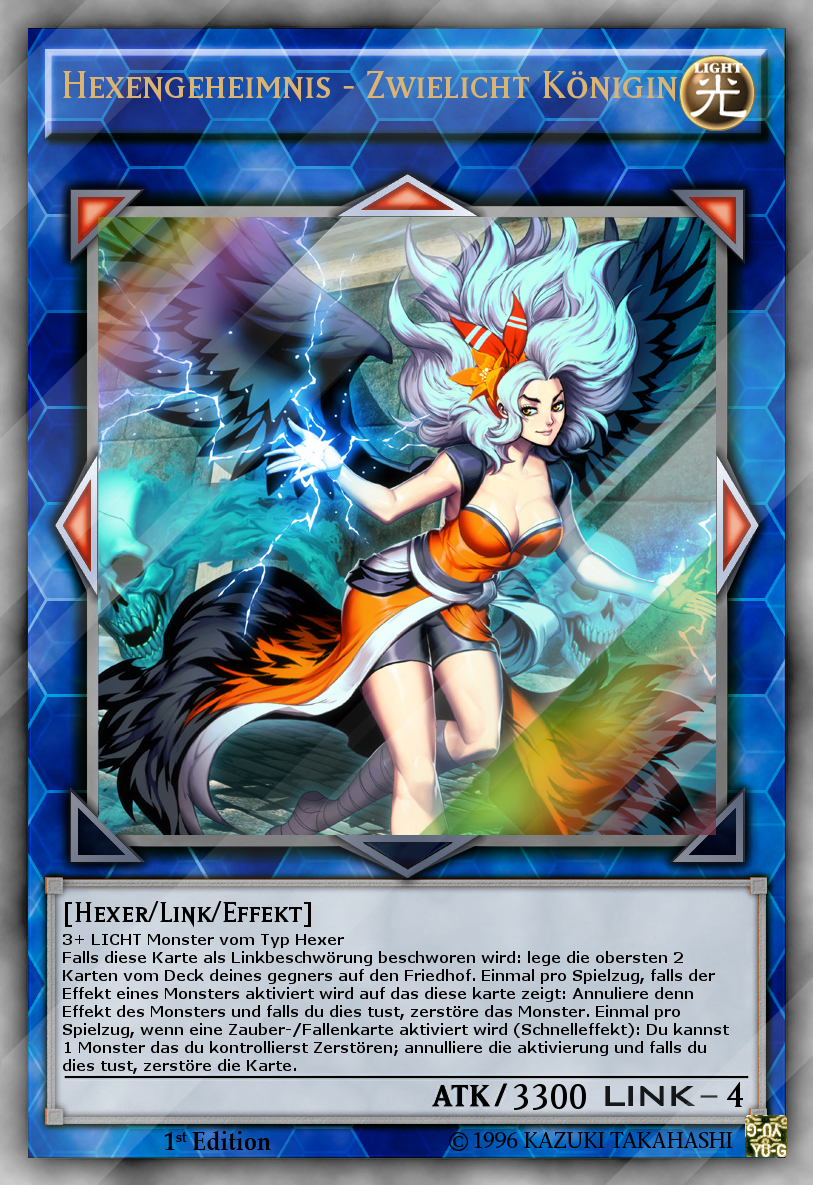 Hexengeheimnis - Zwielicht Königin
LIGHT
光
[Hexer/Link/Effekt]
3+ LICHT Monster vom Typ Hexer
Falls diese Karte als Linkbeschwörung beschworen wird: lege die obersten 2
Karten vom Deck deines gegners auf den Friedhof. Einmal pro Spielzug, falls der
Effekt eines Monsters aktiviert wird auf das diese karte zeigt: Annuliere denn
Effekt des Monsters und falls du dies tust, zerstöre das Monster. Einmal pro
Spielzug, wenn eine Zauber-/Fallenkarte aktiviert wird (Schnelleffekt): Du kannst
1 Monster das du kontrollierst Zerstören; annulliere die aktivierung und falls du
dies tust, zerstöre die Karte.
ATK/3300 LINK-4
1st Edition
©1996 KAZUKI TAKAHASHI